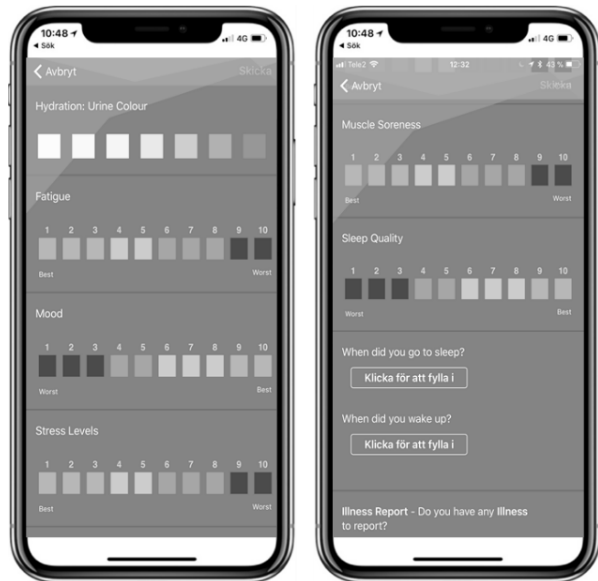 10:48
4G
Sök
Avbryt
Skicka
Hydration: Urine Colour
Fatigue
1 2 3 4 5 6 7 8 9 10
Best
Worst
Mood
1 2 3 4 5 6 7 8 9 10
Worst
Best
Stress Levels
1 2 3 4 5 6 7 8 9 10
Best
Worst
10:48
4G
Sök
Tele2
12:32
43 %
Avbryt
Skicka
Muscle Soreness
1 2 3 4 5 6 7 8 9 10
Best
Worst
Sleep Quality
1 2 3 4 5 6 7 8 9 10
Worst
Best
When did you go to sleep?
Klicka för att fylla i
When did you wake up?
Klicka för att fylla i
Illness Report - Do you have any Illness
to report?